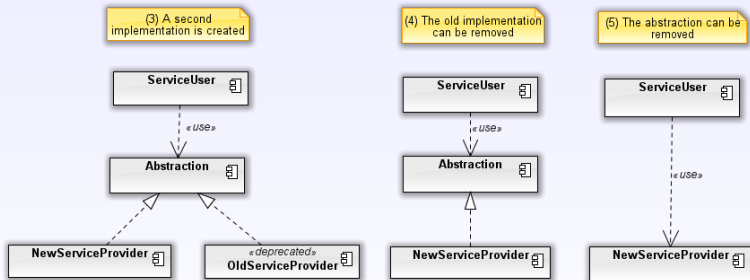 (3) A second
implementation is created
(4) The old implementation
can be removed
(5) The abstraction can be
removed
ServiceUser
ServiceUser
ServiceUser
«use»
«use»
Abstraction
Abstraction
«use»
NewServiceProvider
«deprecated»
OldServiceProvider
NewServiceProvider
NewServiceProvider